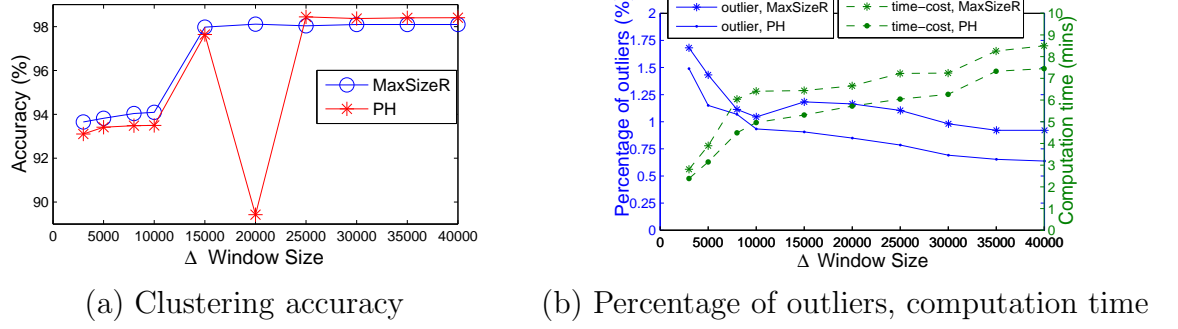 98
96
94
92
90
0 5000 10000 15000 20000 25000 30000 35000 40000
Accuracy (%)
Δ Window Size
MaxSizeR
PH
(a) Clustering accuracy
outlier, MaxSizeR
outlier, PH
time-cost, MaxSizeR
time-cost, PH
2
1.75
1.5
1.25
1
0.75
0.5
0.25
0
Percentage of outliers (%
10
9
8
7
6
5
4
3
2
1
0
Computation time (mins)
0 5000 10000 15000 20000 25000 30000 35000 40000
Δ Window Size
(b) Percentage of outliers, computation time